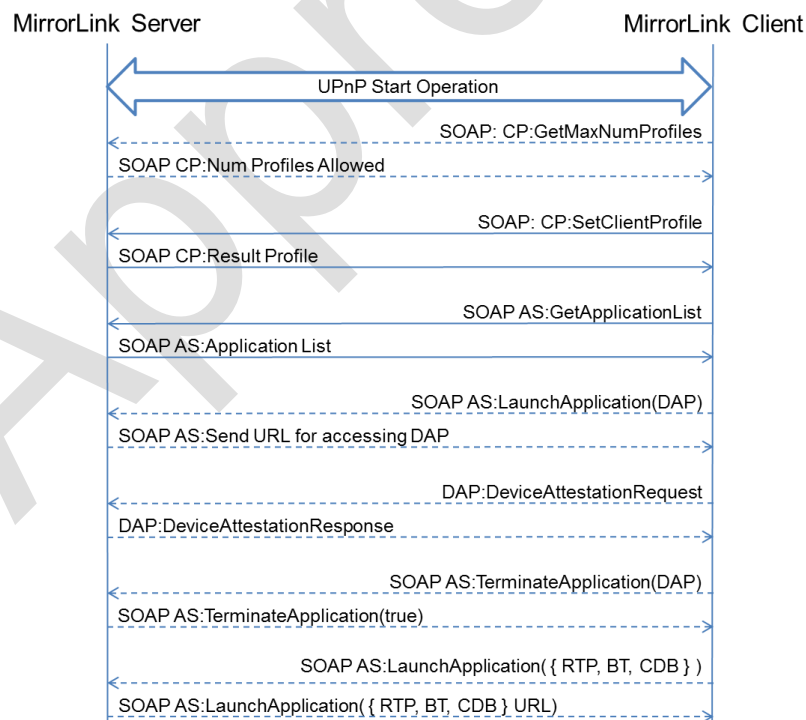 MirrorLink Server
MirrorLink Client
UPnP Start Operation
SOAP: CP:GetMaxNumProfiles
SOAP CP:Num Profiles Allowed
SOAP: CP:SetClientProfile
SOAP CP:Result Profile
SOAP AS:GetApplicationList
SOAP AS:Application List
SOAP AS:LaunchApplication(DAP)
SOAP AS:Send URL for accessing DAP
DAP:DeviceAttestationRequest
DAP:DeviceAttestationResponse
SOAP AS:TerminateApplication(DAP)
SOAP AS:TerminateApplication(true)
SOAP AS:LaunchApplication( { RTP, BT, CDB } )
SOAP AS:LaunchApplication( { RTP, BT, CDB } URL)